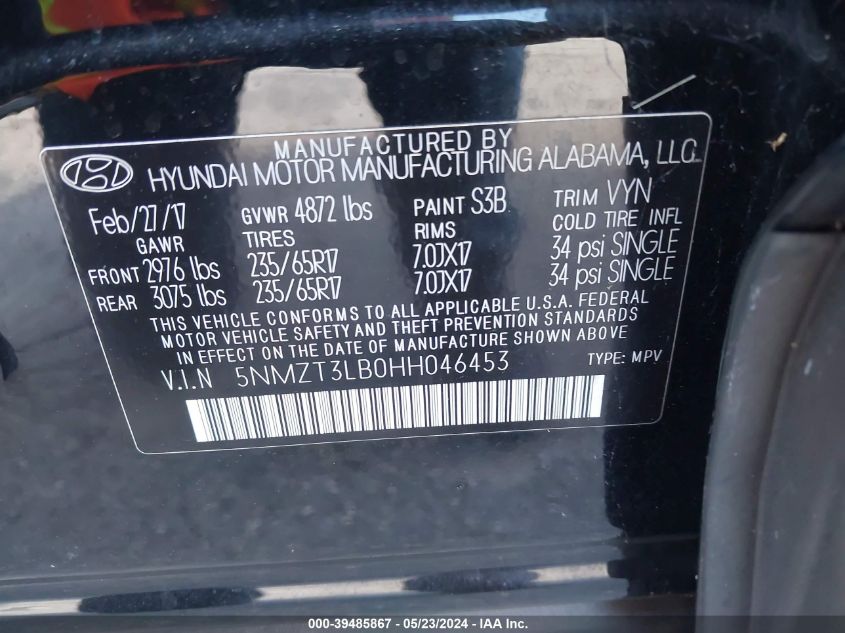 MANUFACTURED BY
HYUNDAI MOTOR MANUFACTURING ALABAMA, LLC
Feb/27/17 GVWR 4872 lbs PAINT S3B TRIM VYN
GAWR TIRES RIMS COLD TIRE INFL
FRONT 2976 lbs 235/65R17 7.0JX17 34 psi SINGLE
REAR 3075 lbs 235/65R17 7.0JX17 34 psi SINGLE
THIS VEHICLE CONFORMS TO ALL APPLICABLE U.S.A. FEDERAL
MOTOR VEHICLE SAFETY AND THEFT PREVENTION STANDARDS
IN EFFECT ON THE DATE OF MANUFACTURE SHOWN ABOVE
V.I.N 5NMZT3LB0HH046453 TYPE: MPV
000-39485867 - 05/23/2024 - IAA Inc.